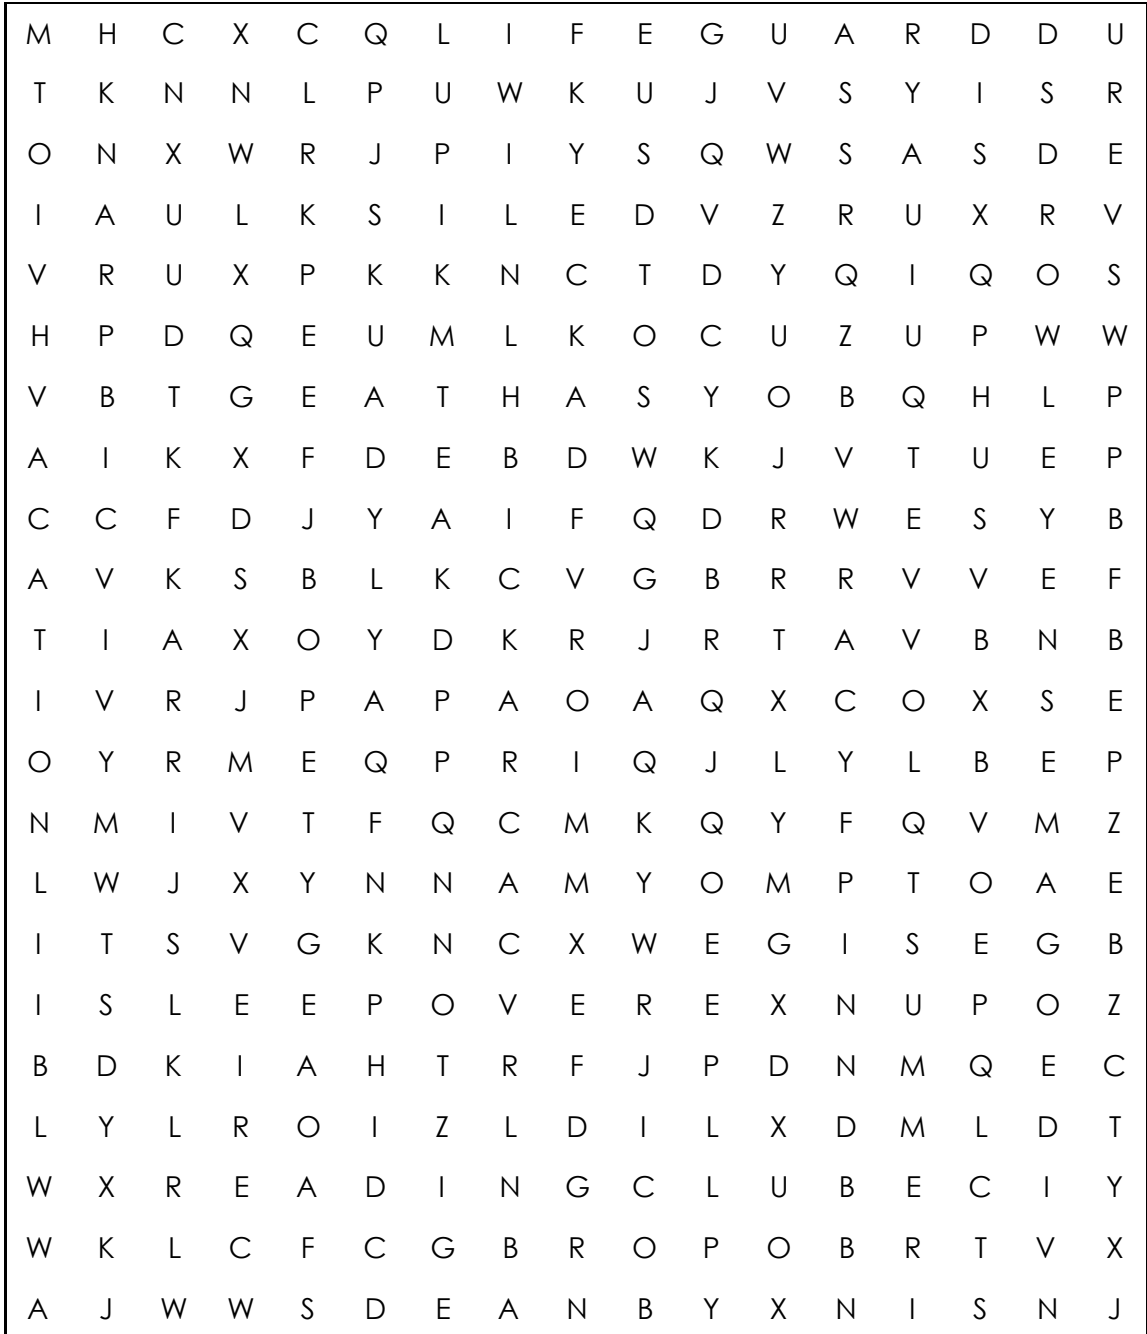 M H C X C Q L I F E G U A R D D U
T K N N L P U W K U J V S Y I S R
O N X W R J P I Y S Q W S A S D E
I A U L K S I L E D V Z R U X R V
V R U X P K K N C T D Y Q I Q O S
H P D Q E U M L K O C U Z U P W W
V B T G E A T H A S Y O B Q H L P
A I K X F D E B D W K J V T U E P
C C F D J Y A I F Q D R W E S Y B
A V K S B L K C V G B R R V V E F
T I A X O Y D K R J R T A V B N B
I V R J P A P A O A Q X C O X S E
O Y R M E Q P R I Q J L Y L B E P
N M I V T F Q C M K Q Y F Q V M Z
L W J X Y N N A M Y O M P T O A E
I T S V G K N C X W E G I S E G B
I S L E E P O V E R E X N U P O Z
B D K I A H T R F J P D N M Q E C
L Y L R O I Z L D I L X D M L D T
W X R E A D I N G C L U B E C I Y
W K L C F C G B R O P O B R T V X
A J W W S D E A N B Y X N I S N J